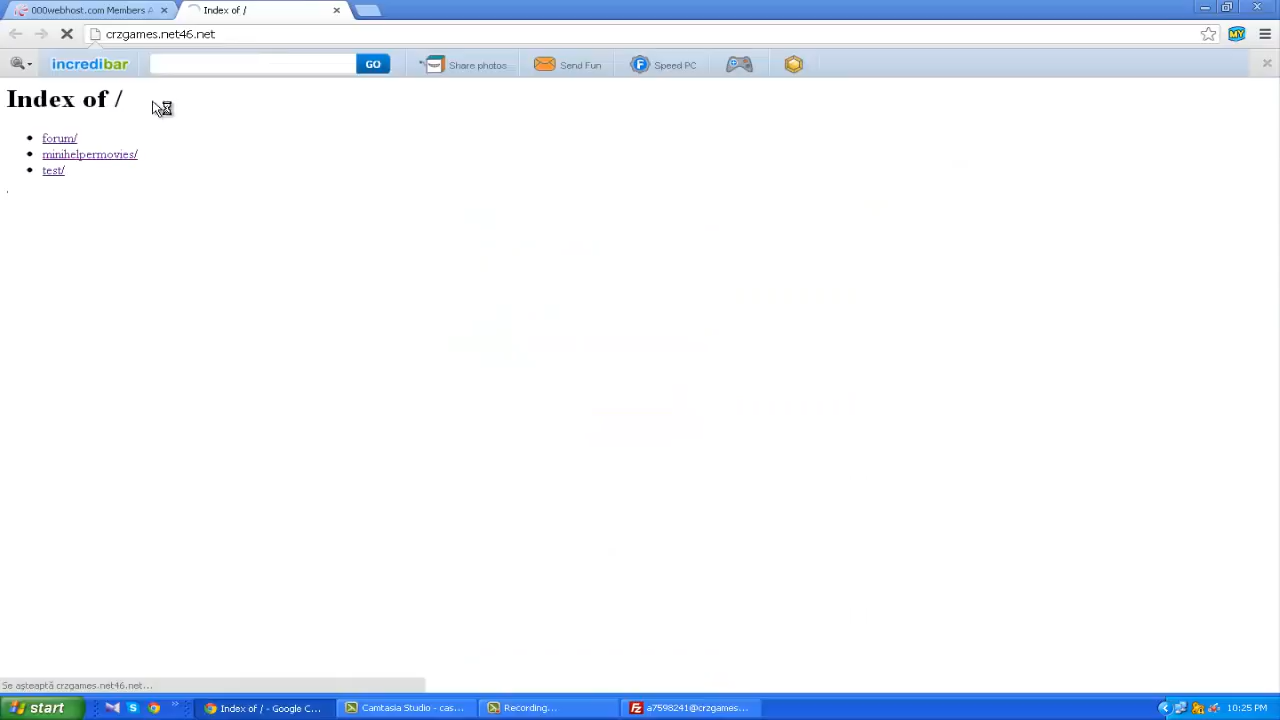 000webhost.com Members A
Index of /
crzgames.net46.net
incredibar
GO
Share photos
Send Fun
Speed PC
MY
Index of /
forum/
minihelpermovies/
test/
Se așteaptă crzgames.net46.net...
start
Index of / - Google C...
Camtasia Studio - cas...
Recording...
a7598241@crzgames...
10:25 PM